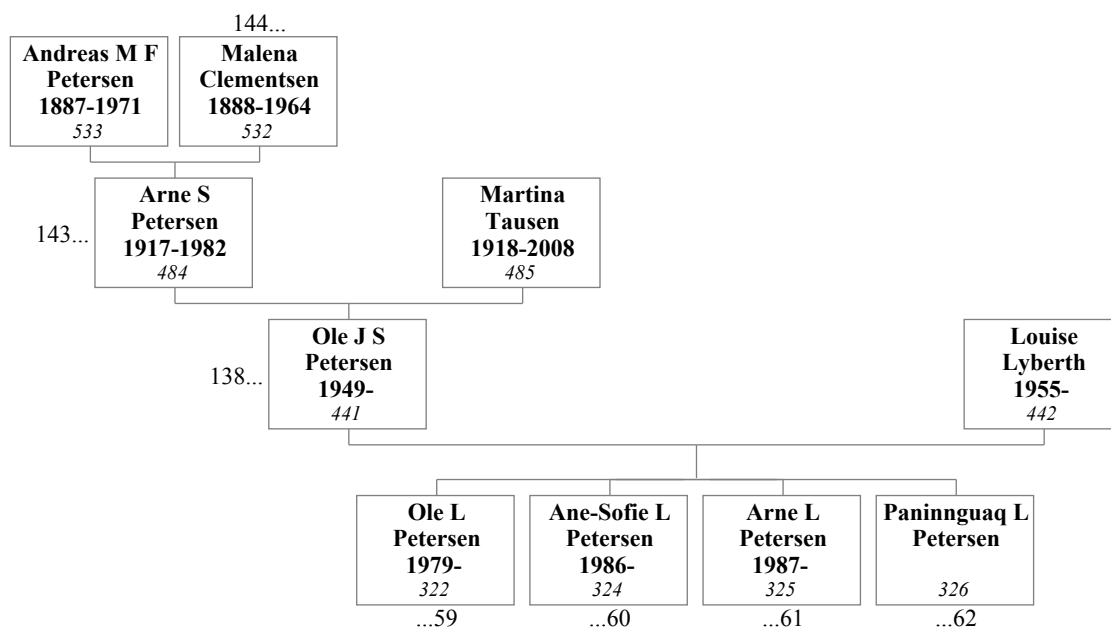 144...
Andreas M F
Petersen
1887-1971
533
Malena
Clementsen
1888-1964
532
143...
Arne S
Petersen
1917-1982
484
Martina
Tausen
1918-2008
485
138...
Ole J S
Petersen
1949-
441
Louise
Lyberth
1955-
442
Ole L
Petersen
1979-
322
...59
Ane-Sofie L
Petersen
1986-
324
...60
Arne L
Petersen
1987-
325
...61
Paninnguaq L
Petersen
326
...62